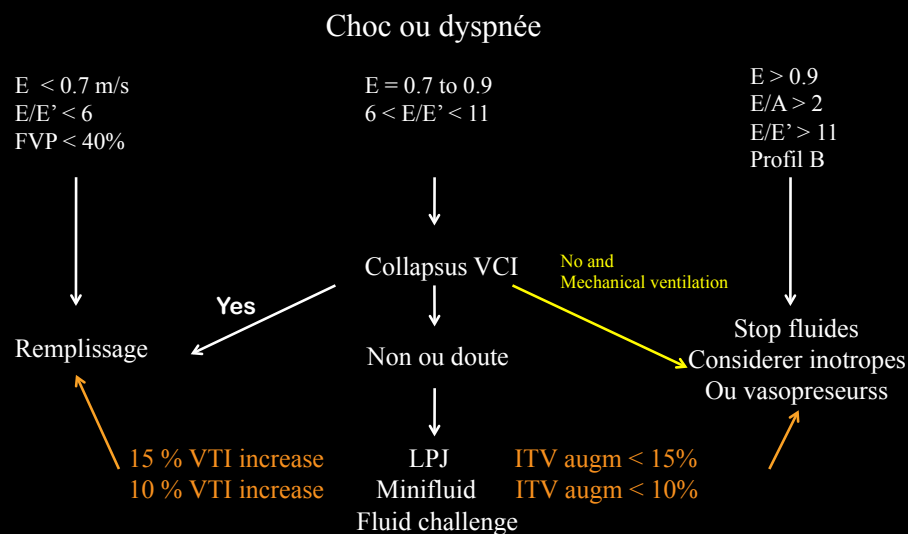 Choc ou dyspnée
E < 0.7 m/s
E/E’ < 6
FVP < 40%
E = 0.7 to 0.9
6 < E/E’ < 11
E > 0.9
E/A > 2
E/E’ > 11
Profil B
Collapsus VCI
No and
Mechanical ventilation
Yes
Remplissage
Non ou doute
Stop fluides
Considerer inotropes
Ou vasopreseurss
15 % VTI increase
10 % VTI increase
LPJ
Minifluid
Fluid challenge
ITV augm < 15%
ITV augm < 10%